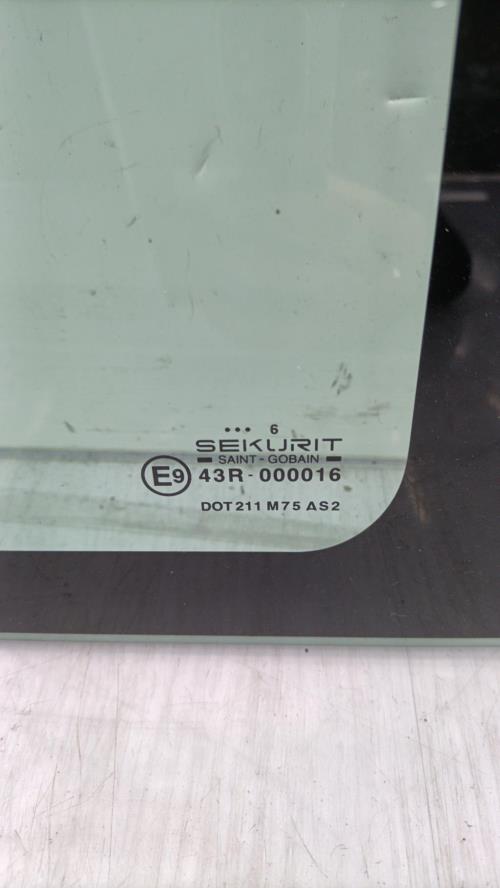 ... 6
SEKURIT
SAINT-GOBAIN
E9 43R-000016
DOT 211 M75 AS2